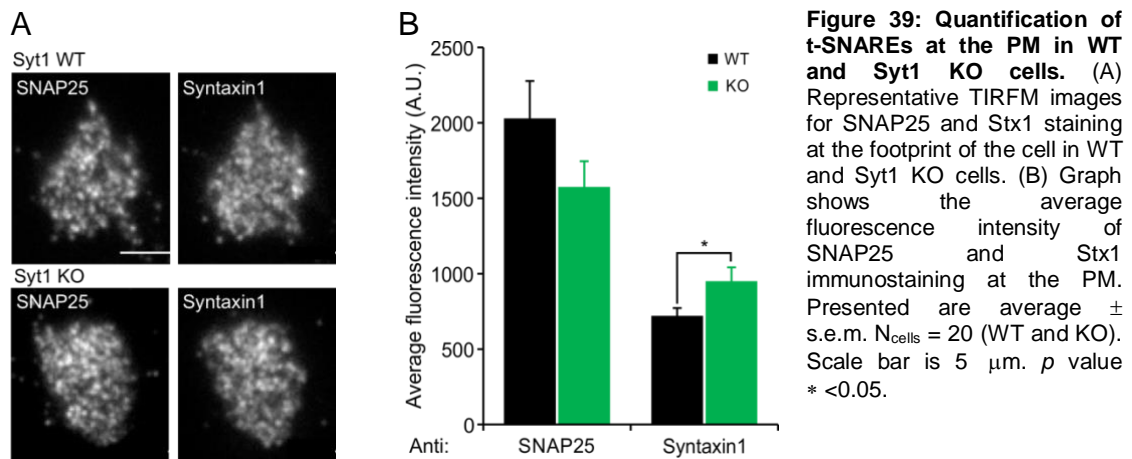 A
Syt1 WT
SNAP25
Syntaxin1
Syt1 KO
SNAP25
Syntaxin1
B
Average fluorescence intensity (A.U.)
2500
2000
1500
1000
500
0
WT
KO
*
Anti:
SNAP25
Syntaxin1
Figure 39: Quantification of
t-SNAREs at the PM in WT
and Syt1 KO cells. (A)
Representative TIRFM images
for SNAP25 and Stx1 staining
at the footprint of the cell in WT
and Syt1 KO cells. (B) Graph
shows the average
fluorescence intensity of
SNAP25 and Stx1
immunostaining at the PM.
Presented are average ±
s.e.m. Ncells = 20 (WT and KO).
Scale bar is 5 μm. p value
* <0.05.